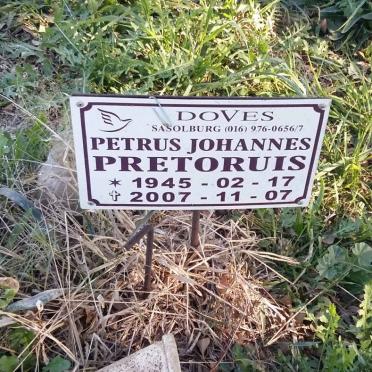 DOVES
SASOLBURG (016) 976-0656/7
PETRUS JOHANNES
PRETORUIS
✶ 1945 - 02 - 17
✝ 2007 - 11 - 07